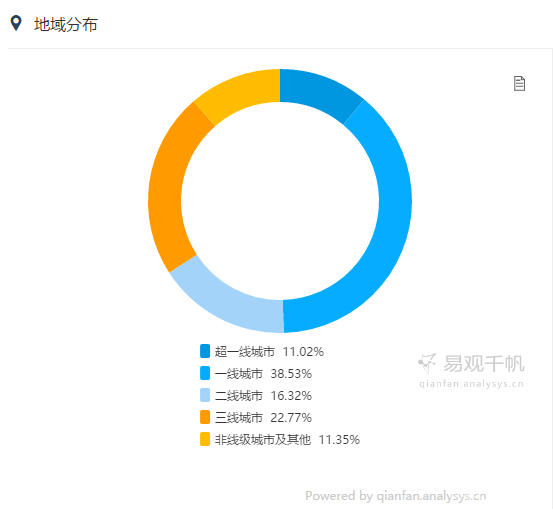 地域分布
超一线城市 11.02%
一线城市 38.53%
二线城市 16.32%
三线城市 22.77%
非线级城市及其他 11.35%
易观千帆
qianfan.analysys.cn
Powered by qianfan.analysys.cn